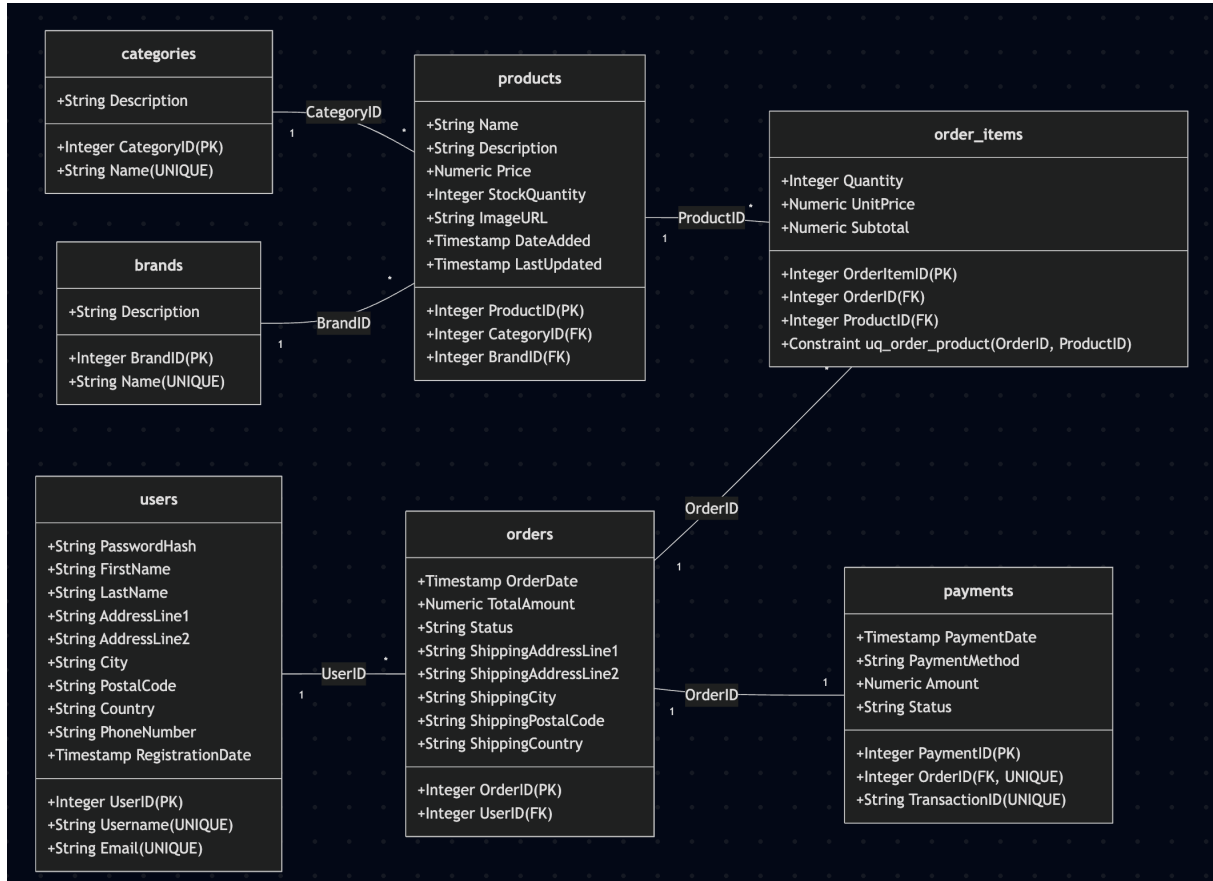 categories
+String Description
+Integer CategoryID(PK)
+String Name(UNIQUE)
1
CategoryID
*
products
+String Name
+String Description
+Numeric Price
+Integer StockQuantity
+String ImageURL
+Timestamp DateAdded
+Timestamp LastUpdated
+Integer ProductID(PK)
+Integer CategoryID(FK)
+Integer BrandID(FK)
1
ProductID
*
order_items
+Integer Quantity
+Numeric UnitPrice
+Numeric Subtotal
+Integer OrderItemID(PK)
+Integer OrderID(FK)
+Integer ProductID(FK)
+Constraint uq_order_product(OrderID, ProductID)
*
brands
+String Description
+Integer BrandID(PK)
+String Name(UNIQUE)
1
BrandID
*
users
+String PasswordHash
+String FirstName
+String LastName
+String AddressLine1
+String AddressLine2
+String City
+String PostalCode
+String Country
+String PhoneNumber
+Timestamp RegistrationDate
+Integer UserID(PK)
+String Username(UNIQUE)
+String Email(UNIQUE)
1
UserID
*
orders
+Timestamp OrderDate
+Numeric TotalAmount
+String Status
+String ShippingAddressLine1
+String ShippingAddressLine2
+String ShippingCity
+String ShippingPostalCode
+String ShippingCountry
+Integer OrderID(PK)
+Integer UserID(FK)
OrderID
1
1
OrderID
1
payments
+Timestamp PaymentDate
+String PaymentMethod
+Numeric Amount
+String Status
+Integer PaymentID(PK)
+Integer OrderID(FK, UNIQUE)
+String TransactionID(UNIQUE)